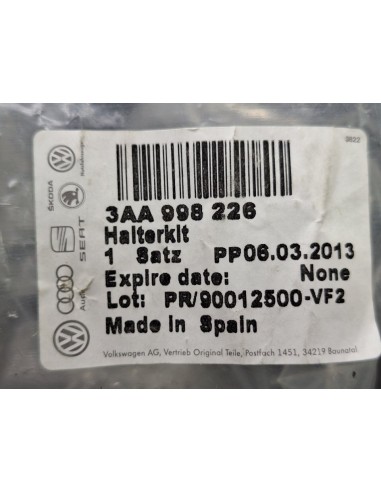 3822
3AA 998 226
Halterkit
1 Satz PP06.03.2013
Expire date: None
Lot: PR/90012500-VF2
Made in Spain
Volkswagen AG, Vertrieb Original Teile, Postfach 1451, 34219 Baunatal
ŠKODA
SEAT
Audi